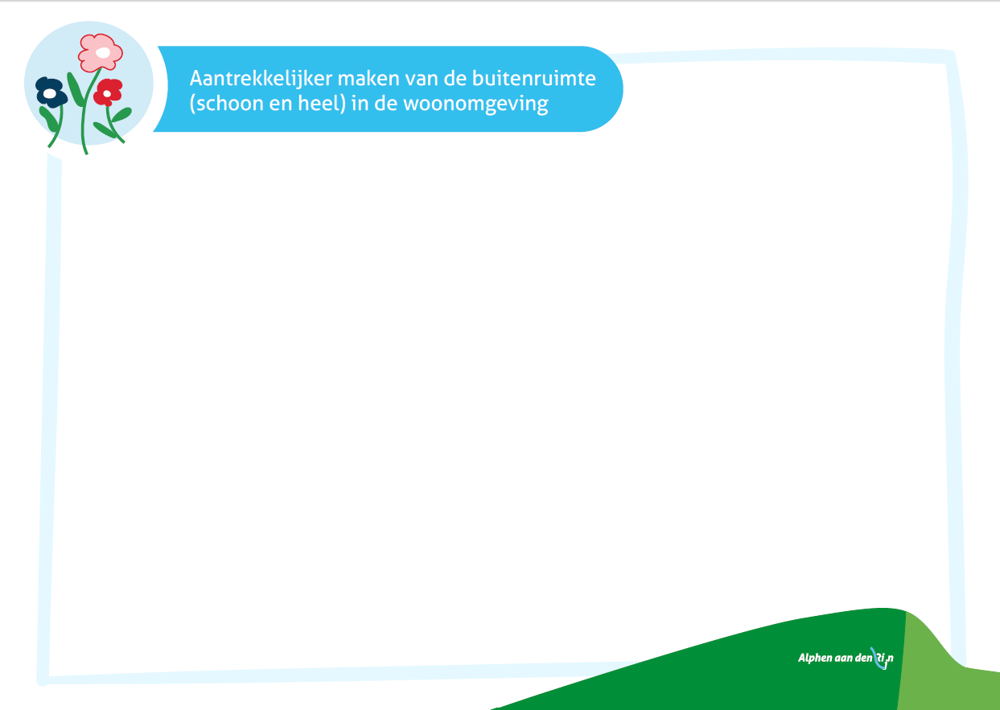 Aantrekkelijker maken van de buitenruimte
(schoon en heel) in de woonomgeving
Alphen aan den Rijn